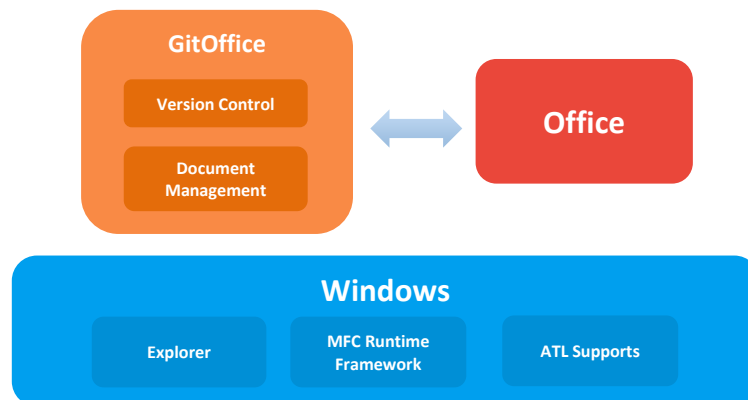 GitOffice
Version Control
Document
Management
Office
Windows
Explorer
MFC Runtime
Framework
ATL Supports